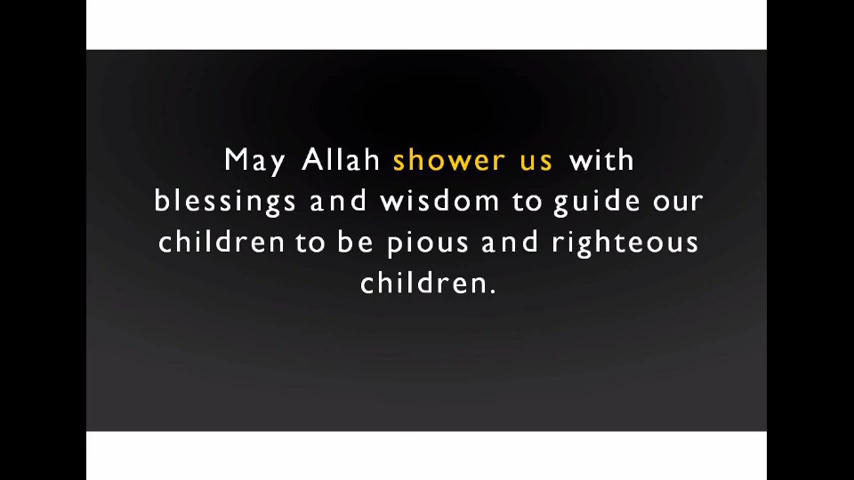 May Allah shower us with
blessings and wisdom to guide our
children to be pious and righteous
children.